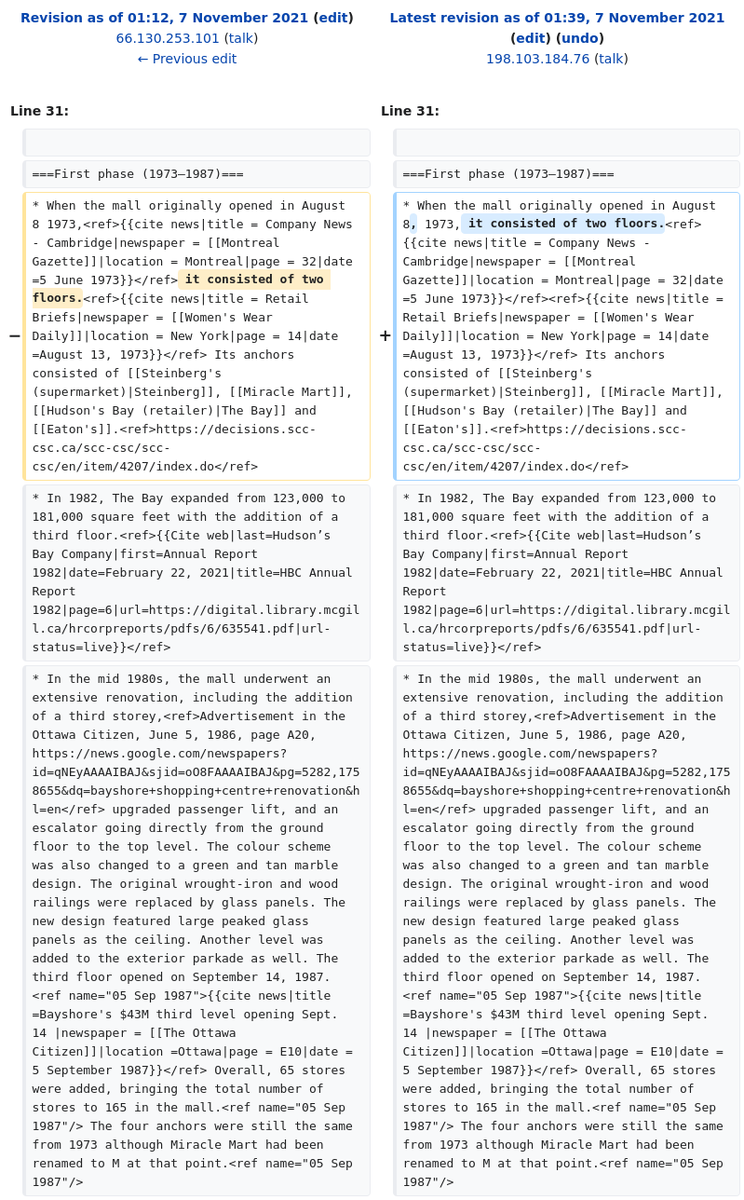 Revision as of 01:12, 7 November 2021 (edit)
66.130.253.101 (talk)
← Previous edit
Latest revision as of 01:39, 7 November 2021
(edit) (undo)
198.103.184.76 (talk)
Line 31:
===First phase (1973–1987)===
−
* When the mall originally opened in August
8 1973,<ref>{{cite news|title = Company News
- Cambridge|newspaper = [[Montreal
Gazette]]|location = Montreal|page = 32|date
=5 June 1973}}</ref> it consisted of two
floors.<ref>{{cite news|title = Retail
Briefs|newspaper = [[Women's Wear
Daily]]|location = New York|page = 14|date
=August 13, 1973}}</ref> Its anchors
consisted of [[Steinberg's
(supermarket)|Steinberg]], [[Miracle Mart]],
[[Hudson's Bay (retailer)|The Bay]] and
[[Eaton's]].<ref>https://decisions.scc-
csc.ca/scc-csc/scc-
csc/en/item/4207/index.do</ref>
* In 1982, The Bay expanded from 123,000 to
181,000 square feet with the addition of a
third floor.<ref>{{Cite web|last=Hudson’s
Bay Company|first=Annual Report
1982|date=February 22, 2021|title=HBC Annual
Report
1982|page=6|url=https://digital.library.mcgil
l.ca/hrcorpreports/pdfs/6/635541.pdf|url-
status=live}}</ref>
* In the mid 1980s, the mall underwent an
extensive renovation, including the addition
of a third storey,<ref>Advertisement in the
Ottawa Citizen, June 5, 1986, page A20,
https://news.google.com/newspapers?
id=qNEyAAAAIBAJ&sjid=oO8FAAAAIBAJ&pg=5282,175
8655&dq=bayshore+shopping+centre+renovation&h
l=en</ref> upgraded passenger lift, and an
escalator going directly from the ground
floor to the top level. The colour scheme
was also changed to a green and tan marble
design. The original wrought-iron and wood
railings were replaced by glass panels. The
new design featured large peaked glass
panels as the ceiling. Another level was
added to the exterior parkade as well. The
third floor opened on September 14, 1987.
<ref name="05 Sep 1987">{{cite news|title
=Bayshore's $43M third level opening Sept.
14 |newspaper = [[The Ottawa
Citizen]]|location =Ottawa|page = E10|date =
5 September 1987}}</ref> Overall, 65 stores
were added, bringing the total number of
stores to 165 in the mall.<ref name="05 Sep
1987"/> The four anchors were still the same
from 1973 although Miracle Mart had been
renamed to M at that point.<ref name="05 Sep
1987"/>
Line 31:
===First phase (1973–1987)===
+
* When the mall originally opened in August
8, 1973, it consisted of two floors.<ref>
{{cite news|title = Company News -
Cambridge|newspaper = [[Montreal
Gazette]]|location = Montreal|page = 32|date
=5 June 1973}}</ref><ref>{{cite news|title =
Retail Briefs|newspaper = [[Women's Wear
Daily]]|location = New York|page = 14|date
=August 13, 1973}}</ref> Its anchors
consisted of [[Steinberg's
(supermarket)|Steinberg]], [[Miracle Mart]],
[[Hudson's Bay (retailer)|The Bay]] and
[[Eaton's]].<ref>https://decisions.scc-
csc.ca/scc-csc/scc-
csc/en/item/4207/index.do</ref>
* In 1982, The Bay expanded from 123,000 to
181,000 square feet with the addition of a
third floor.<ref>{{Cite web|last=Hudson’s
Bay Company|first=Annual Report
1982|date=February 22, 2021|title=HBC Annual
Report
1982|page=6|url=https://digital.library.mcgil
l.ca/hrcorpreports/pdfs/6/635541.pdf|url-
status=live}}</ref>
* In the mid 1980s, the mall underwent an
extensive renovation, including the addition
of a third storey,<ref>Advertisement in the
Ottawa Citizen, June 5, 1986, page A20,
https://news.google.com/newspapers?
id=qNEyAAAAIBAJ&sjid=oO8FAAAAIBAJ&pg=5282,175
8655&dq=bayshore+shopping+centre+renovation&h
l=en</ref> upgraded passenger lift, and an
escalator going directly from the ground
floor to the top level. The colour scheme
was also changed to a green and tan marble
design. The original wrought-iron and wood
railings were replaced by glass panels. The
new design featured large peaked glass
panels as the ceiling. Another level was
added to the exterior parkade as well. The
third floor opened on September 14, 1987.
<ref name="05 Sep 1987">{{cite news|title
=Bayshore's $43M third level opening Sept.
14 |newspaper = [[The Ottawa
Citizen]]|location =Ottawa|page = E10|date =
5 September 1987}}</ref> Overall, 65 stores
were added, bringing the total number of
stores to 165 in the mall.<ref name="05 Sep
1987"/> The four anchors were still the same
from 1973 although Miracle Mart had been
renamed to M at that point.<ref name="05 Sep
1987"/>